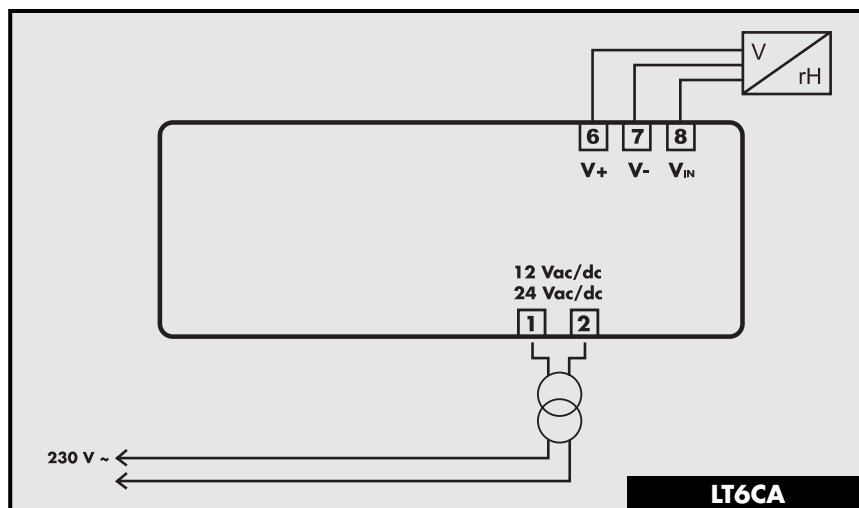 V
rH
6 7 8
V+ V- VIN
12 Vac/dc
24 Vac/dc
1 2
230 V ~
LT6CA